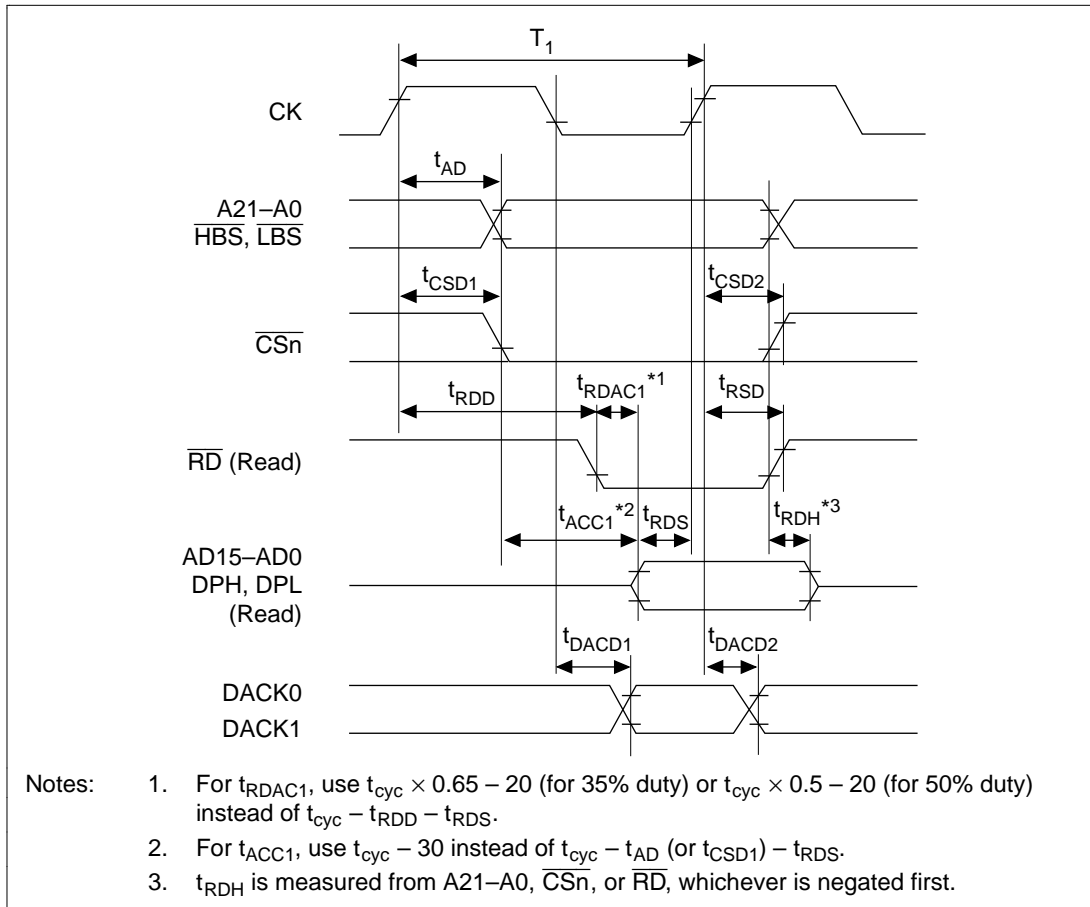 T1
CK
tAD
A21–A0
HBS, LBS
tCSD1
tCSD2
CSn
tRDD
tRDAC1*1
tRSD
RD (Read)
tACC1*2
tRDS
tRDH*3
AD15–AD0
DPH, DPL
(Read)
tDACD1
tDACD2
DACK0
DACK1
Notes: 1. For tRDAC1, use tcyc × 0.65 – 20 (for 35% duty) or tcyc × 0.5 – 20 (for 50% duty)
instead of tcyc – tRDD – tRDS.
2. For tACC1, use tcyc – 30 instead of tcyc – tAD (or tCSD1) – tRDS.
3. tRDH is measured from A21–A0, CSn, or RD, whichever is negated first.